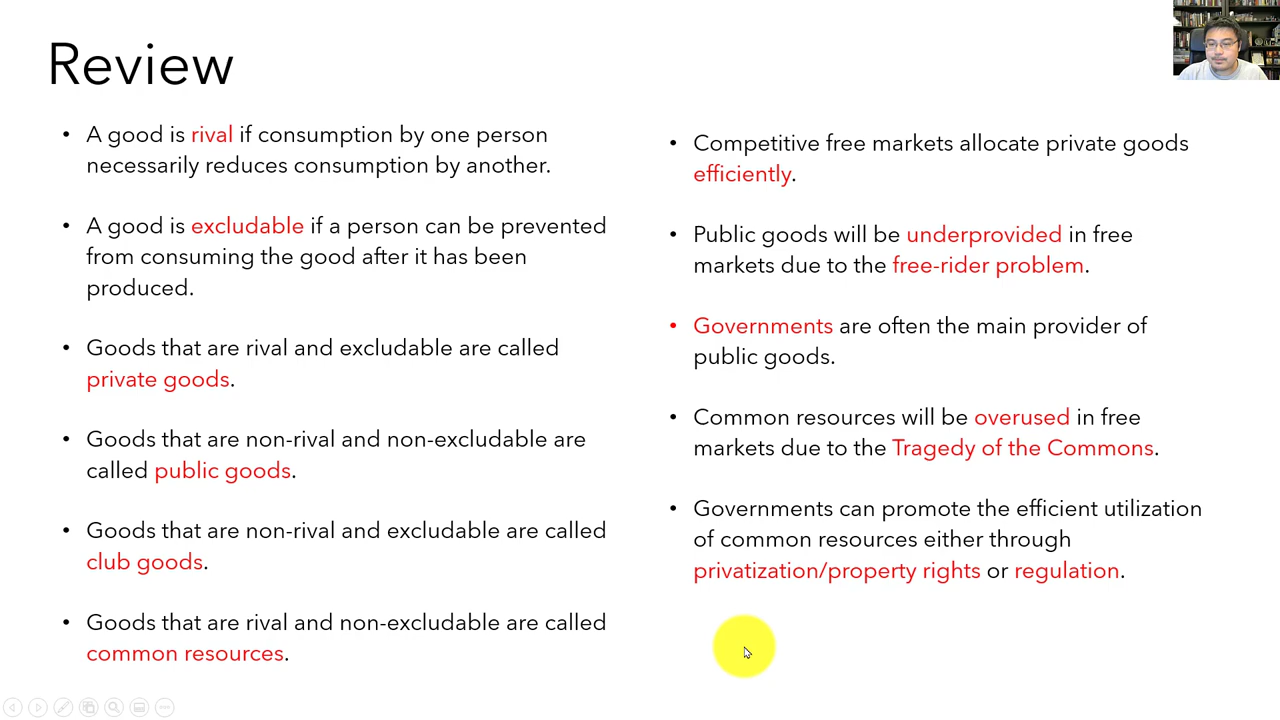 Review
• A good is rival if consumption by one person
necessarily reduces consumption by another.
• A good is excludable if a person can be prevented
from consuming the good after it has been
produced.
• Goods that are rival and excludable are called
private goods.
• Goods that are non-rival and non-excludable are
called public goods.
• Goods that are non-rival and excludable are called
club goods.
• Goods that are rival and non-excludable are called
common resources.
• Competitive free markets allocate private goods
efficiently.
• Public goods will be underprovided in free
markets due to the free-rider problem.
• Governments are often the main provider of
public goods.
• Common resources will be overused in free
markets due to the Tragedy of the Commons.
• Governments can promote the efficient utilization
of common resources either through
privatization/property rights or regulation.